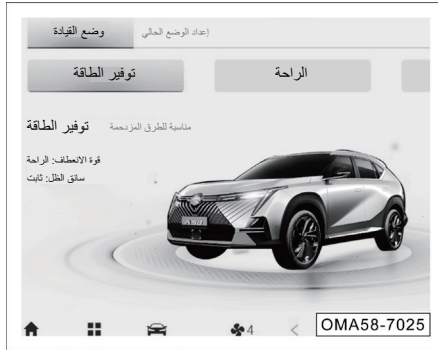 وضع القيادة
إعداد الوضع الحالي
توفير الطاقة
الراحة
توفير الطاقة
مناسبة للطرق المزدحمة
قوة الانعطاف: الراحة
سائق الظل: ثابت
AS8
4 <
OMA58-7025